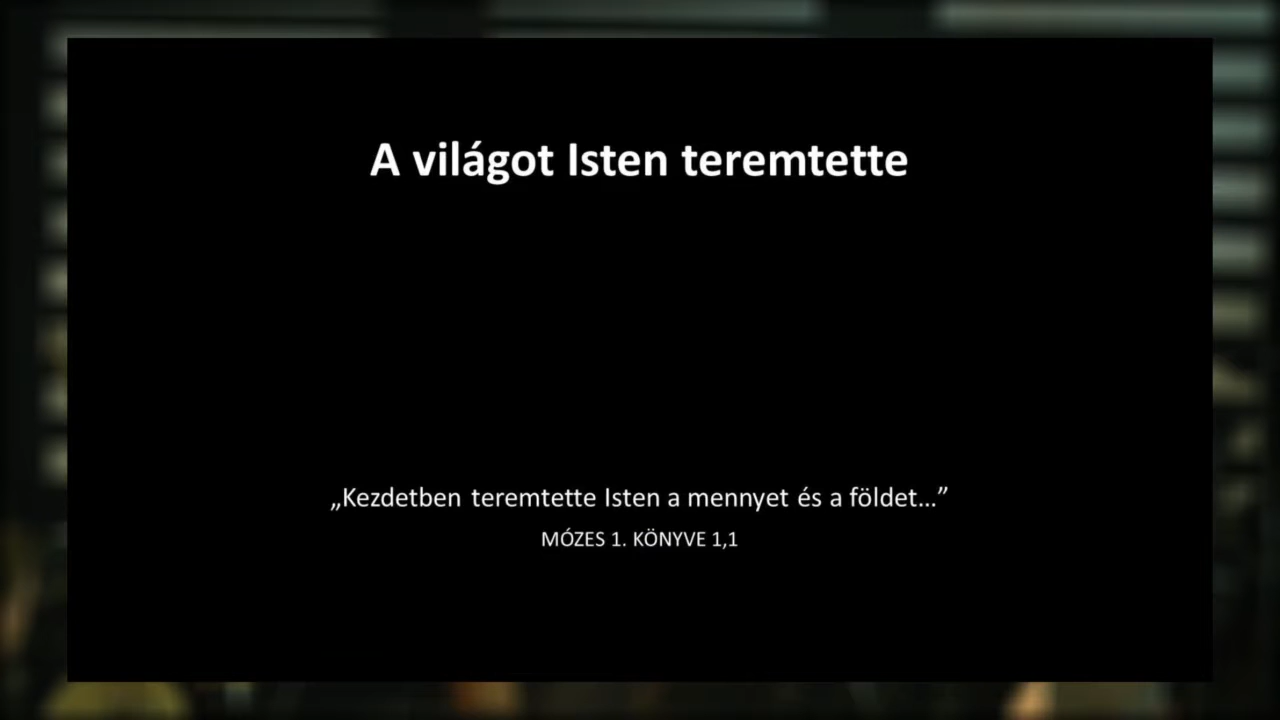 A világot Isten teremtette
„Kezdetben teremtette Isten a mennyet és a földet…”
MÓZES 1. KÖNYVE 1,1